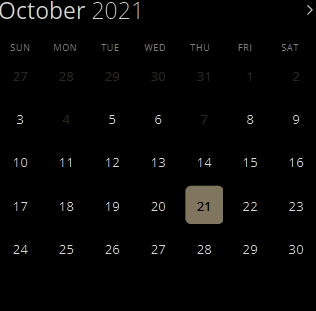 October 2021
SUN MON TUE WED THU FRI SAT
27 28 29 30 31 1 2
3 4 5 6 7 8 9
10 11 12 13 14 15 16
17 18 19 20 21 22 23
24 25 26 27 28 29 30